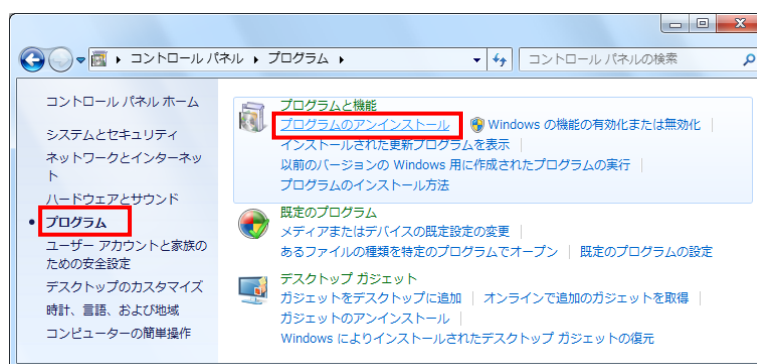 コントロール パネル ▸ プログラム ▸
コントロール パネルの検索
コントロール パネル ホーム
システムとセキュリティ
ネットワークとインターネッ
ト
ハードウェアとサウンド
プログラム
ユーザー アカウントと家族の
ための安全設定
デスクトップのカスタマイズ
時計、言語、および地域
コンピューターの簡単操作
プログラムと機能
プログラムのアンインストール | Windows の機能の有効化または無効化 |
インストールされた更新プログラムを表示 |
以前のバージョンの Windows 用に作成されたプログラムの実行 |
プログラムのインストール方法
既定のプログラム
メディアまたはデバイスの既定設定の変更 |
あるファイルの種類を特定のプログラムでオープン | 既定のプログラムの設定
デスクトップ ガジェット
ガジェットをデスクトップに追加 | オンラインで追加のガジェットを取得 |
ガジェットのアンインストール |
Windows によりインストールされたデスクトップ ガジェットの復元